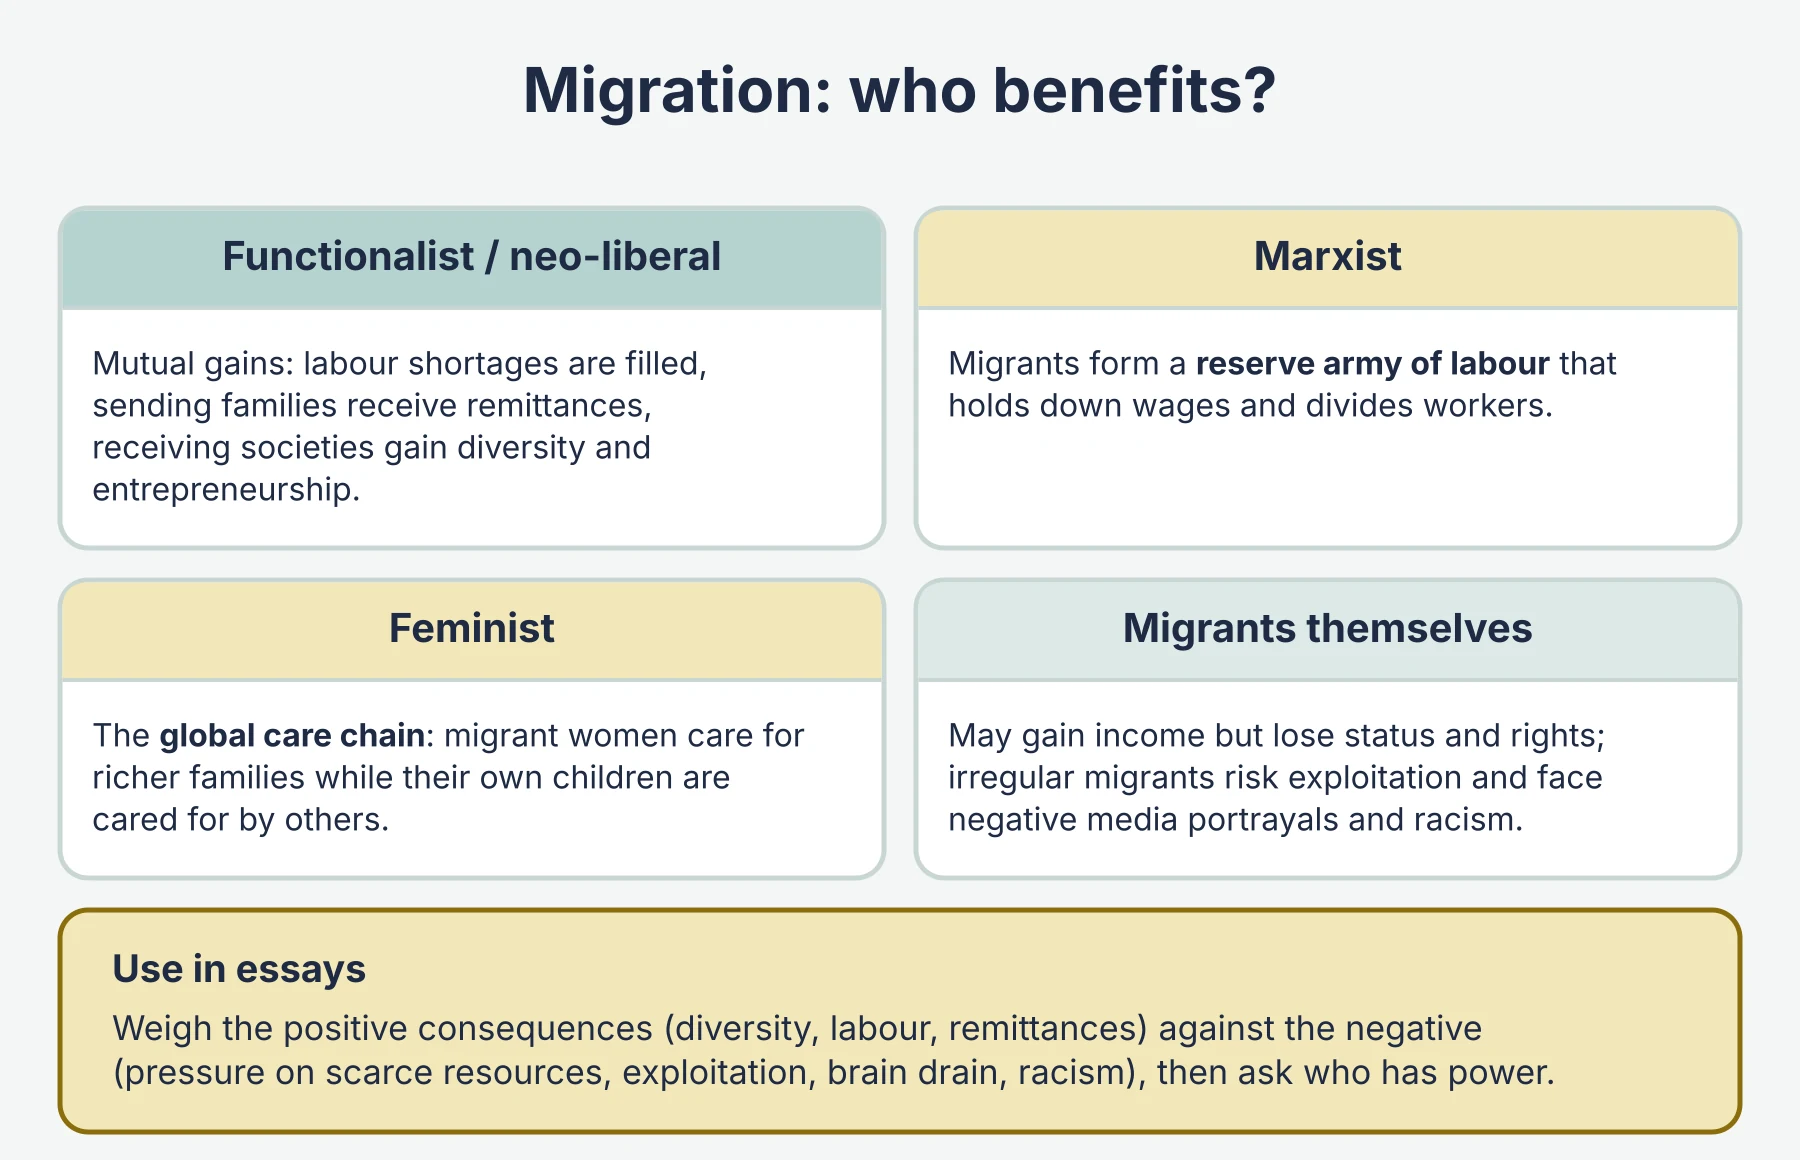 Migration: who benefits?
Functionalist / neo-liberal
Mutual gains: labour shortages are filled,
sending families receive remittances,
receiving societies gain diversity and
entrepreneurship.
Marxist
Migrants form a reserve army of labour that
holds down wages and divides workers.
Feminist
The global care chain: migrant women care for
richer families while their own children are
cared for by others.
Migrants themselves
May gain income but lose status and rights;
irregular migrants risk exploitation and face
negative media portrayals and racism.
Use in essays
Weigh the positive consequences (diversity, labour, remittances) against the negative
(pressure on scarce resources, exploitation, brain drain, racism), then ask who has power.